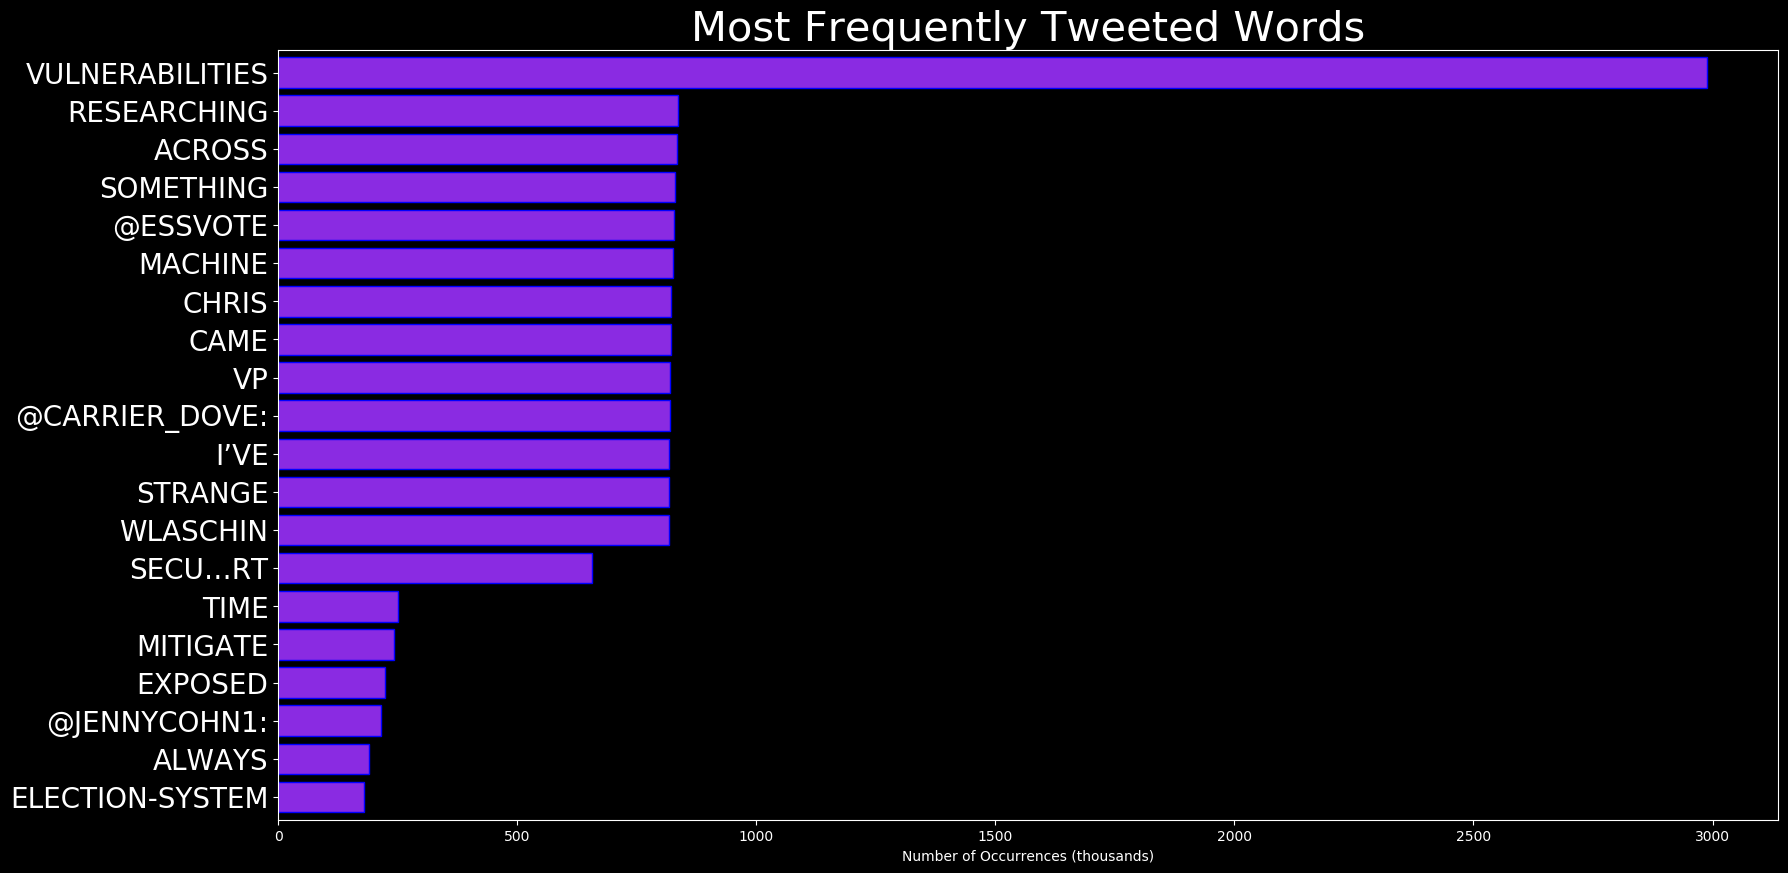 Most Frequently Tweeted Words
VULNERABILITIES
RESEARCHING
ACROSS
SOMETHING
@ESSVOTE
MACHINE
CHRIS
CAME
VP
@CARRIER_DOVE:
I’VE
STRANGE
WLASCHIN
SECU…RT
TIME
MITIGATE
EXPOSED
@JENNYCOHN1:
ALWAYS
ELECTION-SYSTEM
0 500 1000 1500 2000 2500 3000
Number of Occurrences (thousands)